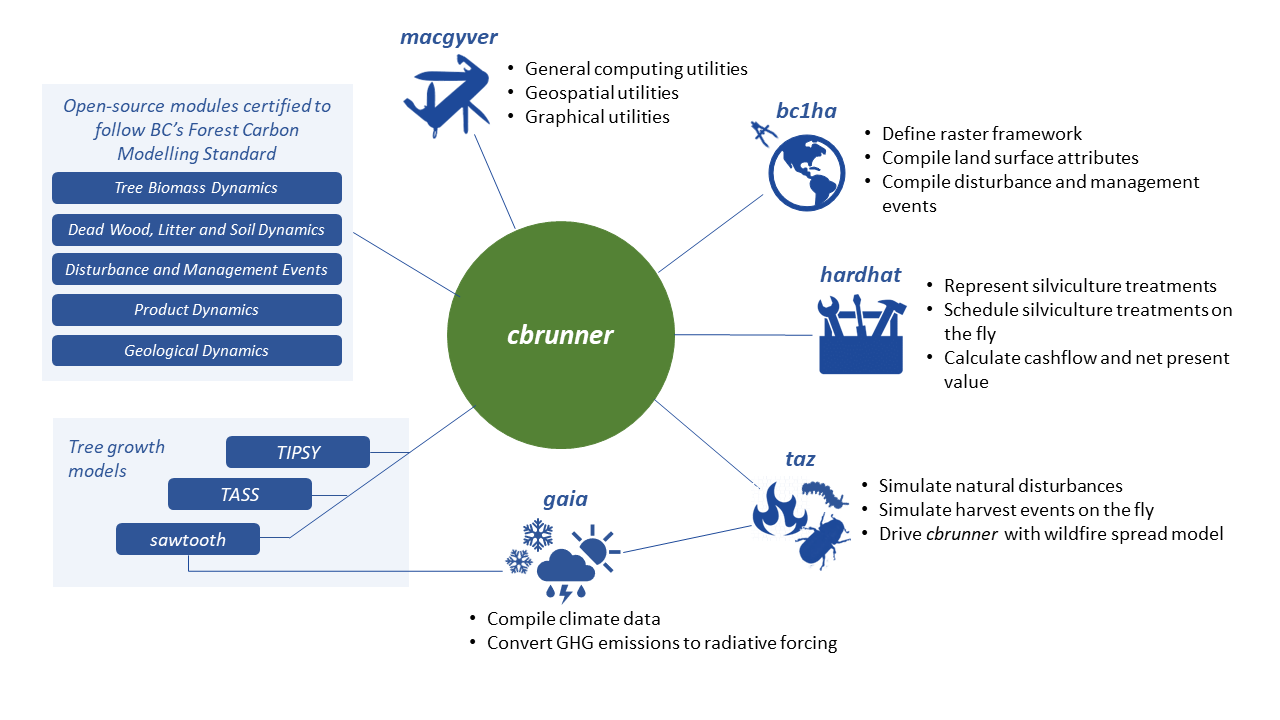 macgyver
• General computing utilities
• Geospatial utilities
• Graphical utilities
Open-source modules certified to
follow BC's Forest Carbon
Modelling Standard
Tree Biomass Dynamics
Dead Wood, Litter and Soil Dynamics
Disturbance and Management Events
Product Dynamics
Geological Dynamics
bc1ha
• Define raster framework
• Compile land surface attributes
• Compile disturbance and management
events
cbrunner
hardhat
• Represent silviculture treatments
• Schedule silviculture treatments on
the fly
• Calculate cashflow and net present
value
Tree growth
models
TIPSY
TASS
sawtooth
gaia
• Compile climate data
• Convert GHG emissions to radiative forcing
taz
• Simulate natural disturbances
• Simulate harvest events on the fly
• Drive cbrunner with wildfire spread model